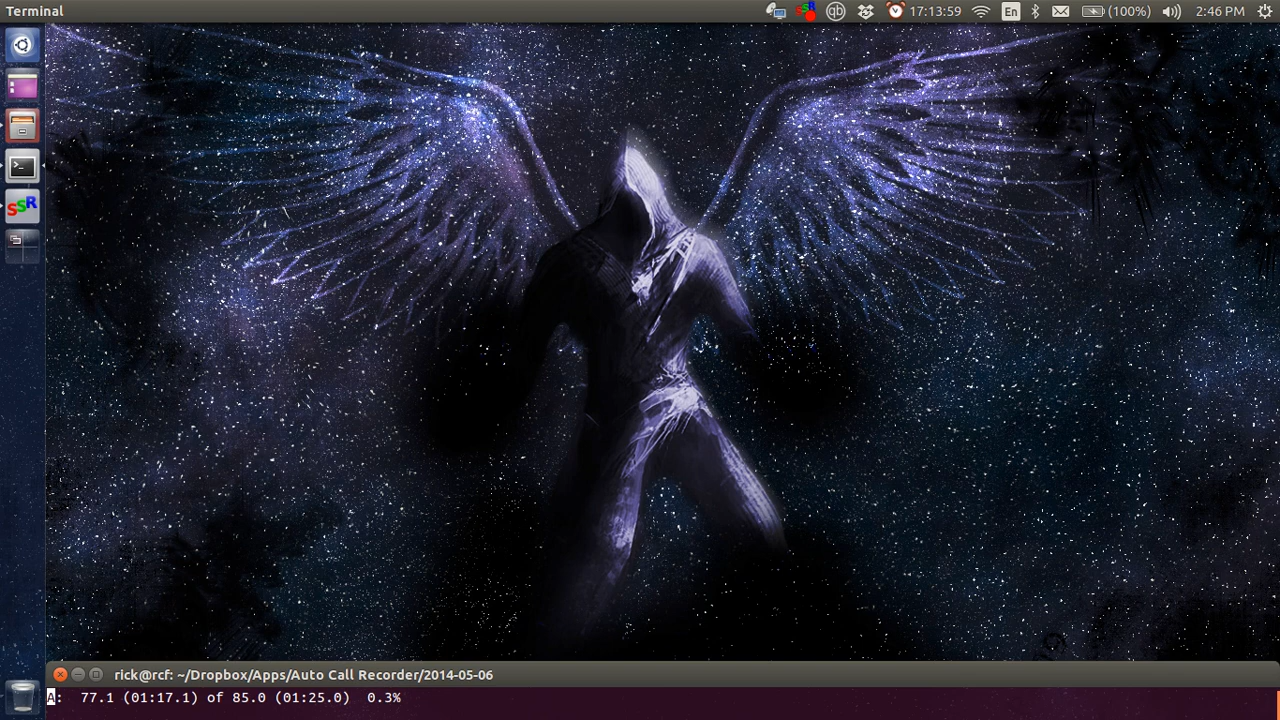 Terminal
17:13:59 En (100%) 2:46 PM
SSR
rick@rcf: ~/Dropbox/Apps/Auto Call Recorder/2014-05-06
A:  77.1 (01:17.1) of 85.0 (01:25.0)  0.3%